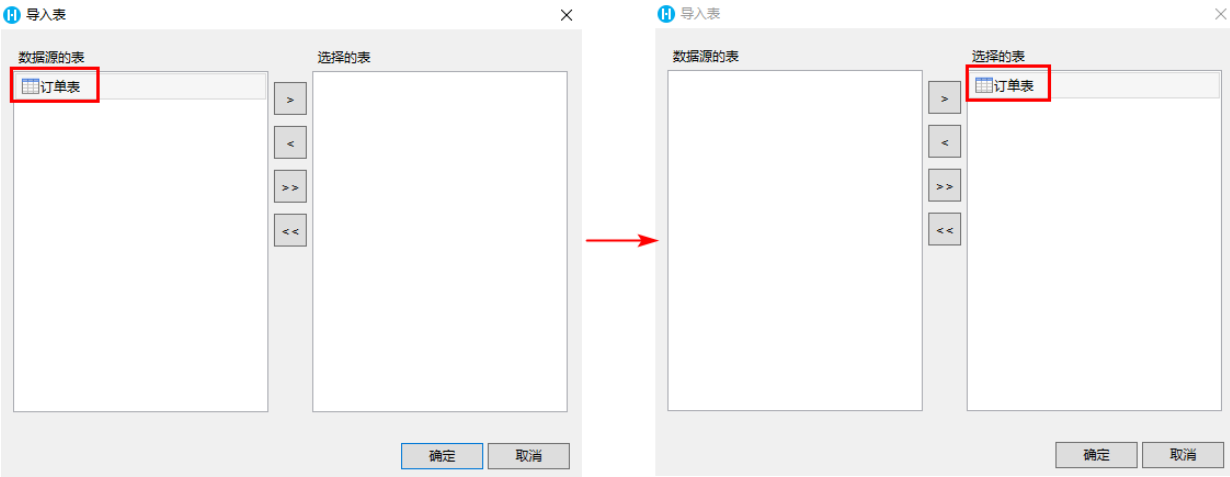 导入表
数据源的表
选择的表
订单表
>
<
>>
<<
确定
取消
导入表
数据源的表
选择的表
订单表
>
<
>>
<<
确定
取消